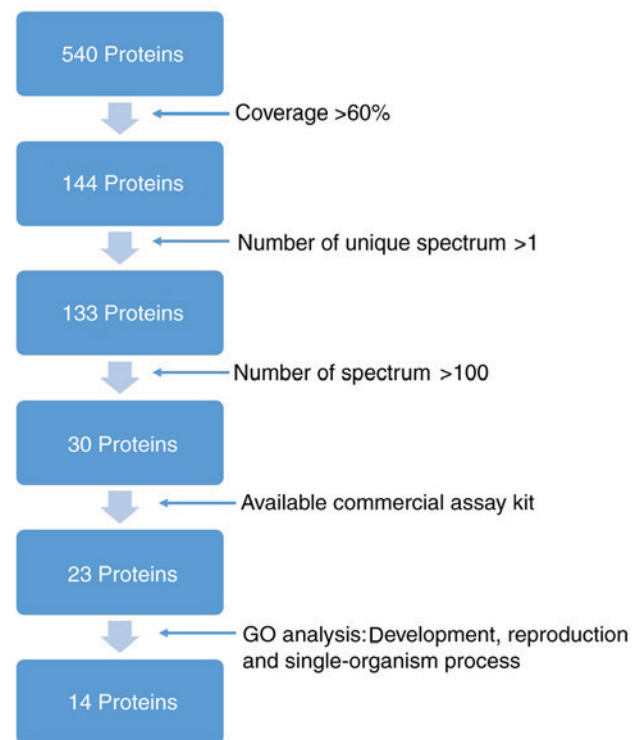 540 Proteins
Coverage >60%
144 Proteins
Number of unique spectrum >1
133 Proteins
Number of spectrum >100
30 Proteins
Available commercial assay kit
23 Proteins
GO analysis:Development, reproduction
and single-organism process
14 Proteins